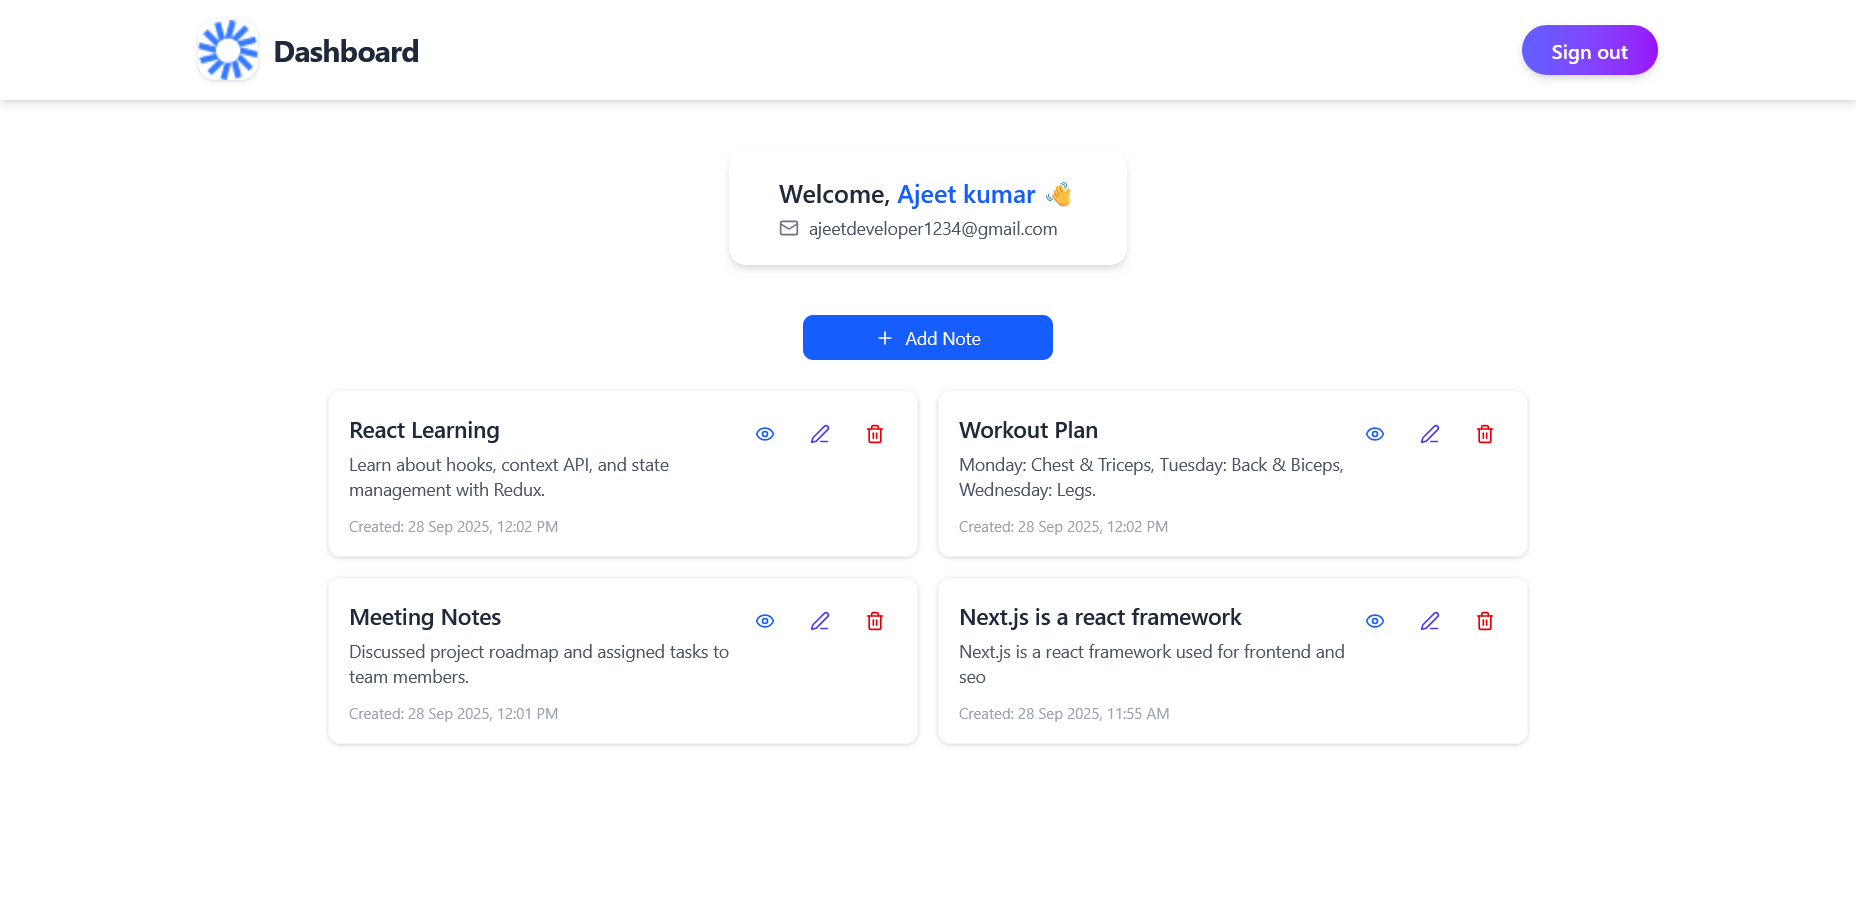 Dashboard
Sign out
Welcome, Ajeet kumar 👋
ajeetdeveloper1234@gmail.com
Add Note
React Learning
Learn about hooks, context API, and state
management with Redux.
Created: 28 Sep 2025, 12:02 PM
Workout Plan
Monday: Chest & Triceps, Tuesday: Back & Biceps,
Wednesday: Legs.
Created: 28 Sep 2025, 12:02 PM
Meeting Notes
Discussed project roadmap and assigned tasks to
team members.
Created: 28 Sep 2025, 12:01 PM
Next.js is a react framework
Next.js is a react framework used for frontend and
seo
Created: 28 Sep 2025, 11:55 AM